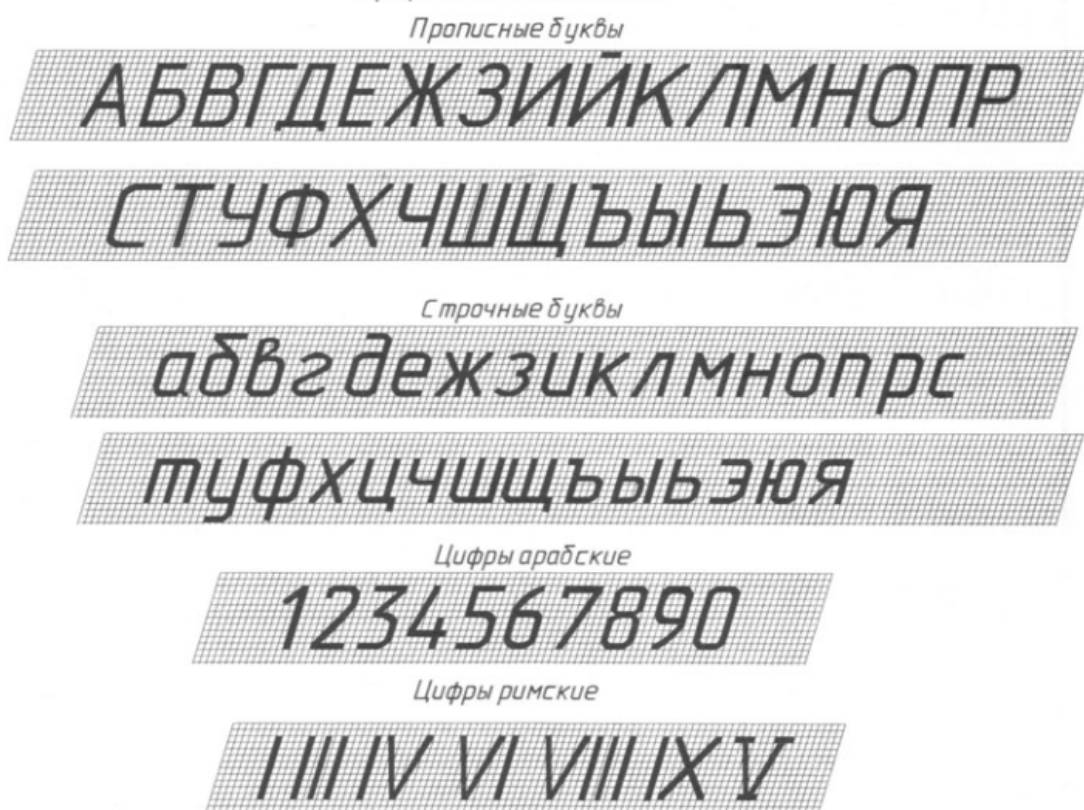 Прописные буквы
АБВГДЕЖЗИЙКЛМНОПР
СТУФХЧШЩЪЫЬЭЮЯ
Строчные буквы
абвгдежзиклмнопрс
туфхцчшщъыьэюя
Цифры арабские
1234567890
Цифры римские
I III IV VI VIII IX V